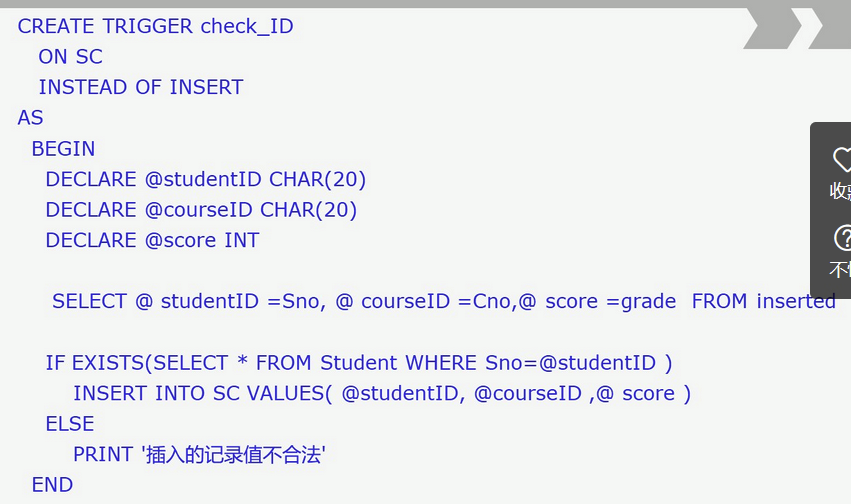 CREATE TRIGGER check_ID
ON SC
INSTEAD OF INSERT
AS
BEGIN
DECLARE @studentID CHAR(20)
DECLARE @courseID CHAR(20)
DECLARE @score INT
SELECT @ studentID =Sno, @ courseID =Cno,@ score =grade FROM inserted
IF EXISTS(SELECT * FROM Student WHERE Sno=@studentID )
INSERT INTO SC VALUES( @studentID, @courseID ,@ score )
ELSE
PRINT '插入的记录值不合法'
END
收
不